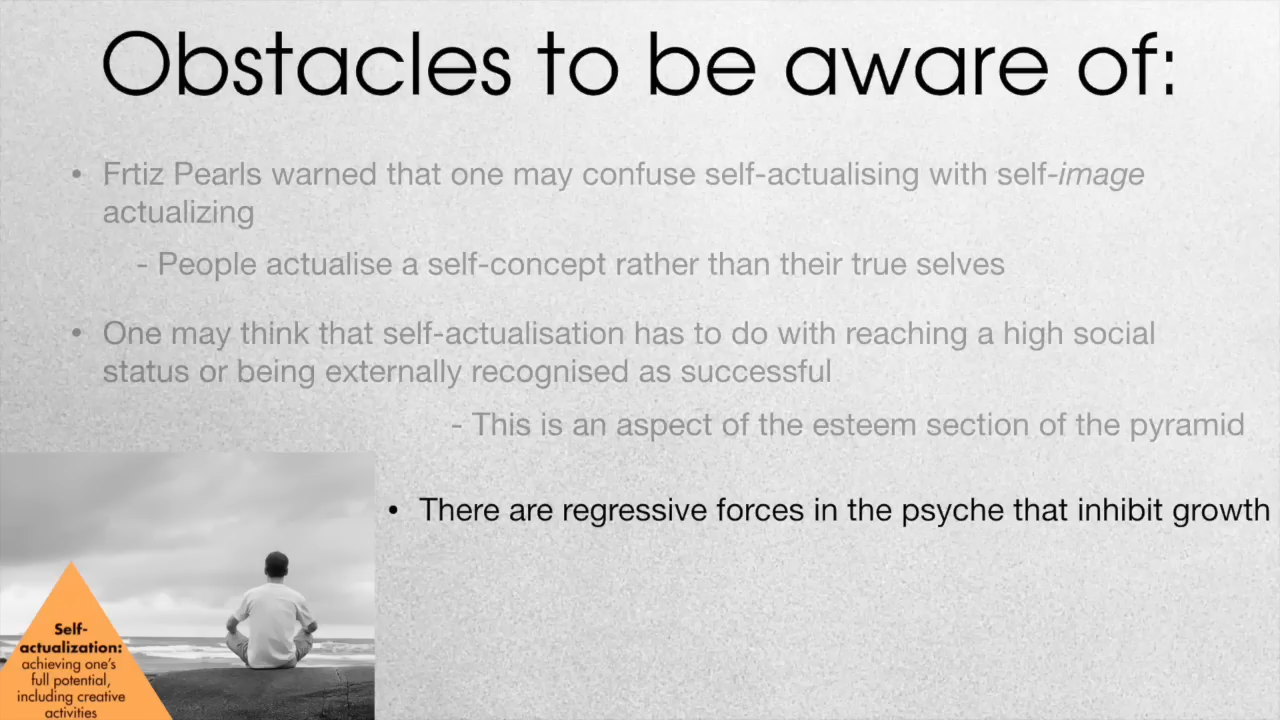 Obstacles to be aware of:
• Frtiz Pearls warned that one may confuse self-actualising with self-image
actualizing
- People actualise a self-concept rather than their true selves
• One may think that self-actualisation has to do with reaching a high social
status or being externally recognised as successful
- This is an aspect of the esteem section of the pyramid
• There are regressive forces in the psyche that inhibit growth
Self-
actualization:
achieving one's
full potential,
including creative
activities